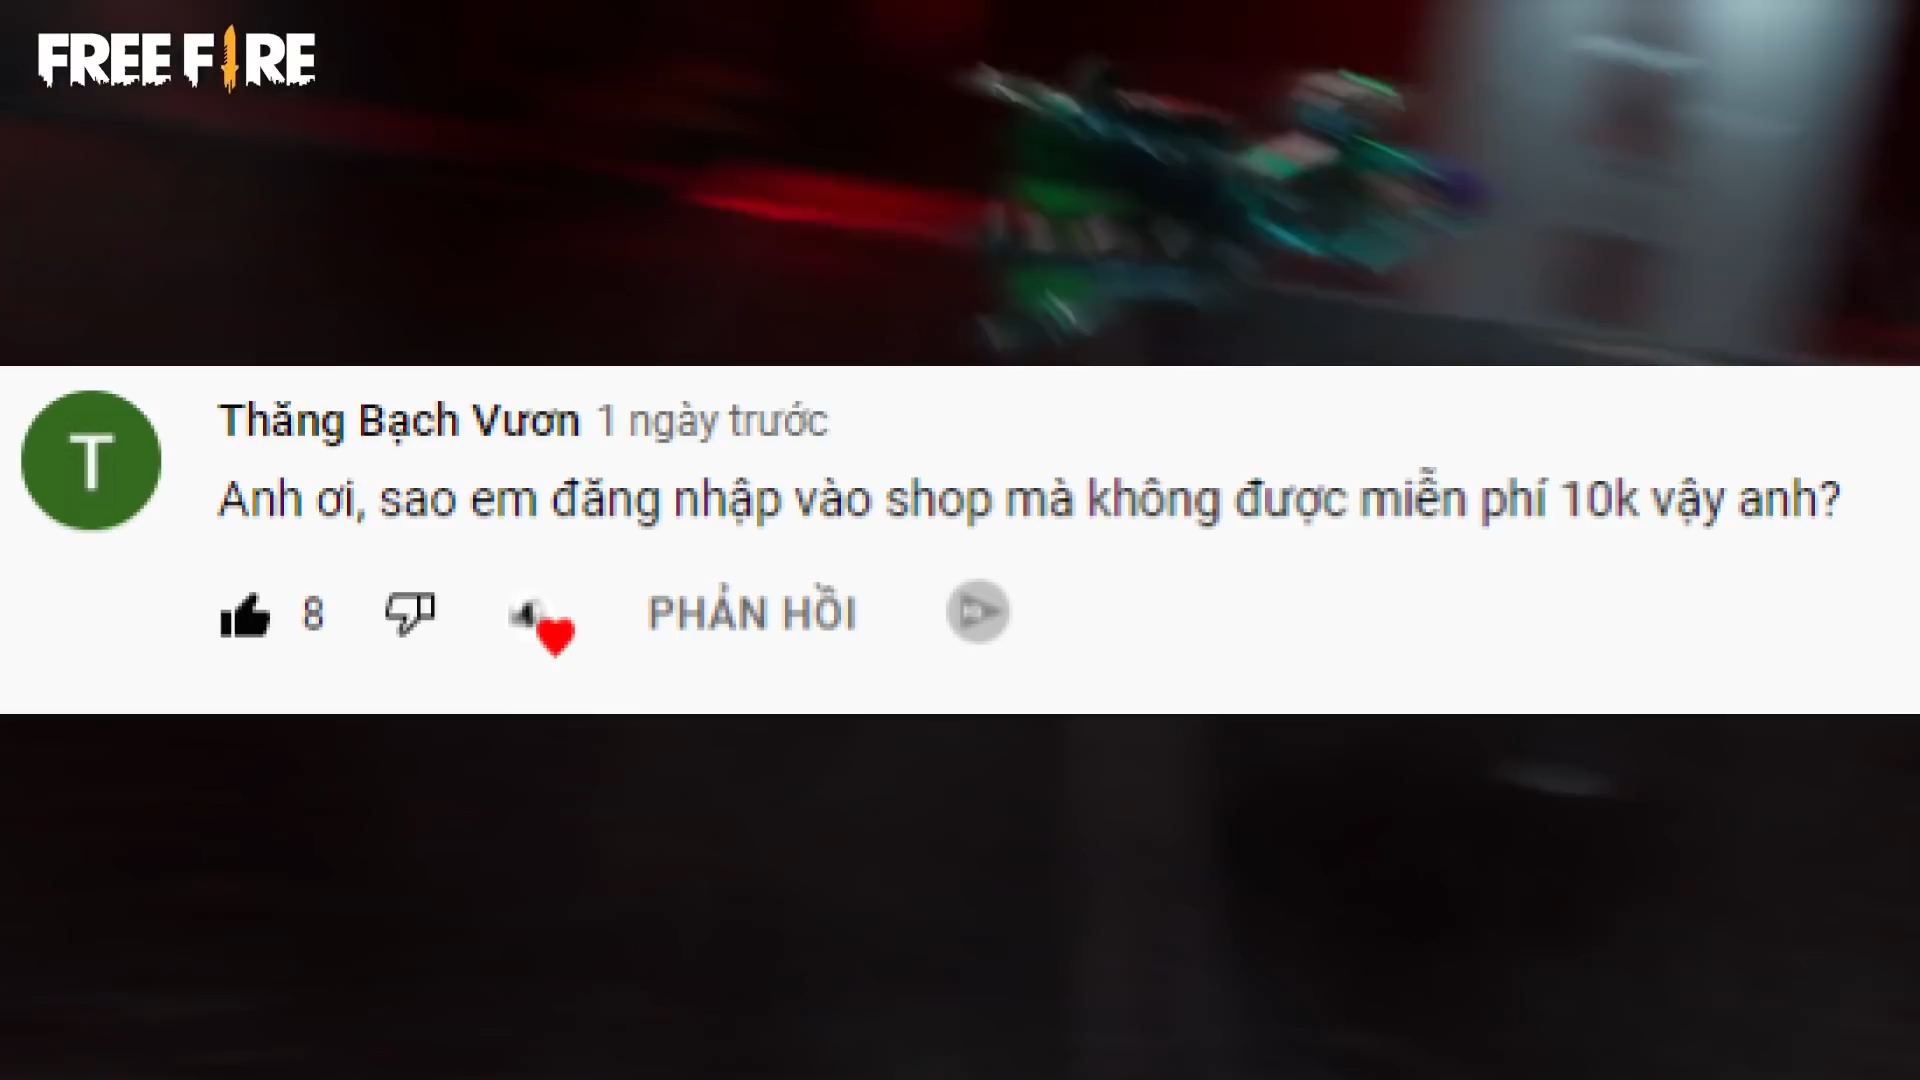 FREE FIRE
T
Thăng Bạch Vươn 1 ngày trước
Anh ơi, sao em đăng nhập vào shop mà không được miễn phí 10k vậy anh?
8
PHẢN HỒI